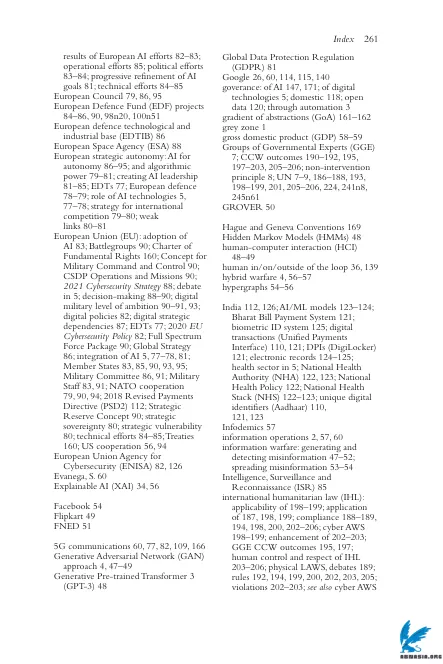 Index 261
results of European AI efforts 82–83;
operational efforts 85; political efforts
83–84; progressive refinement of AI
goals 81; technical efforts 84–85
European Council 79, 86, 95
European Defence Fund (EDF) projects
84–86, 90, 98n20, 100n51
European defence technological and
industrial base (EDTIB) 86
European Space Agency (ESA) 88
European strategic autonomy: AI for
autonomy 86–95; and algorithmic
power 79–81; creating AI leadership
81–85; EDTs 77; European defence
78–79; role of AI technologies 5,
77–78; strategy for international
competition 79–80; weak
links 80–81
European Union (EU): adoption of
AI 83; Battlegroups 90; Charter of
Fundamental Rights 160; Concept for
Military Command and Control 90;
CSDP Operations and Missions 90;
2021 Cybersecurity Strategy 88; debate
in 5; decision-making 88–90; digital
military level of ambition 90–91, 93;
digital policies 82; digital strategic
dependencies 87; EDTs 77; 2020 EU
Cybersecurity Policy 82; Full Spectrum
Force Package 90; Global Strategy
86; integration of AI 5, 77–78, 81;
Member States 83, 85, 90, 93, 95;
Military Committee 86, 91; Military
Staff 83, 91; NATO cooperation
79, 90, 94; 2018 Revised Payments
Directive (PSD2) 112; Strategic
Reserve Concept 90; strategic
sovereignty 80; strategic vulnerability
80; technical efforts 84–85; Treaties
160; US cooperation 56, 94
European Union Agency for
Cybersecurity (ENISA) 82, 126
Evanega, S. 60
Explainable AI (XAI) 34, 56
Facebook 54
Flipkart 49
FNED 51
5G communications 60, 77, 82, 109, 166
Generative Adversarial Network (GAN)
approach 4, 47–49
Generative Pre-trained Transformer 3
(GPT-3) 48
Global Data Protection Regulation
(GDPR) 81
Google 26, 60, 114, 115, 140
goverance: of AI 147, 171; of digital
technologies 5; domestic 118; open
data 120; through automation 3
gradient of abstractions (GoA) 161–162
grey zone 1
gross domestic product (GDP) 58–59
Groups of Governmental Experts (GGE)
7; CCW outcomes 190–192, 195,
197–203, 205–206; non-intervention
principle 8; UN 7–9, 186–188, 193,
198–199, 201, 205–206, 224, 241n8,
245n61
GROVER 50
Hague and Geneva Conventions 169
Hidden Markov Models (HMMs) 48
human-computer interaction (HCI)
48–49
human in/on/outside of the loop 36, 139
hybrid warfare 4, 56–57
hypergraphs 54–56
India 112, 126; AI/ML models 123–124;
Bharat Bill Payment System 121;
biometric ID system 125; digital
transactions (Unified Payments
Interface) 110, 121; DPIs (DigiLocker)
121; electronic records 124–125;
health sector in 5; National Health
Authority (NHA) 122, 123; National
Health Policy 122; National Health
Stack (NHS) 122–123; unique digital
identifiers (Aadhaar) 110,
121, 123
Infodemics 57
information operations 2, 57, 60
information warfare: generating and
detecting misinformation 47–52;
spreading misinformation 53–54
Intelligence, Surveillance and
Reconnaissance (ISR) 85
international humanitarian law (IHL):
applicability of 198–199; application
of 187, 198, 199; compliance 188–189,
194, 198, 200, 202–206; cyber AWS
198–199; enhancement of 202–203;
GGE CCW outcomes 195, 197;
human control and respect of IHL
203–206; physical LAWS, debates 189;
rules 192, 194, 199, 200, 202, 203, 205;
violations 202–203; see also cyber AWS